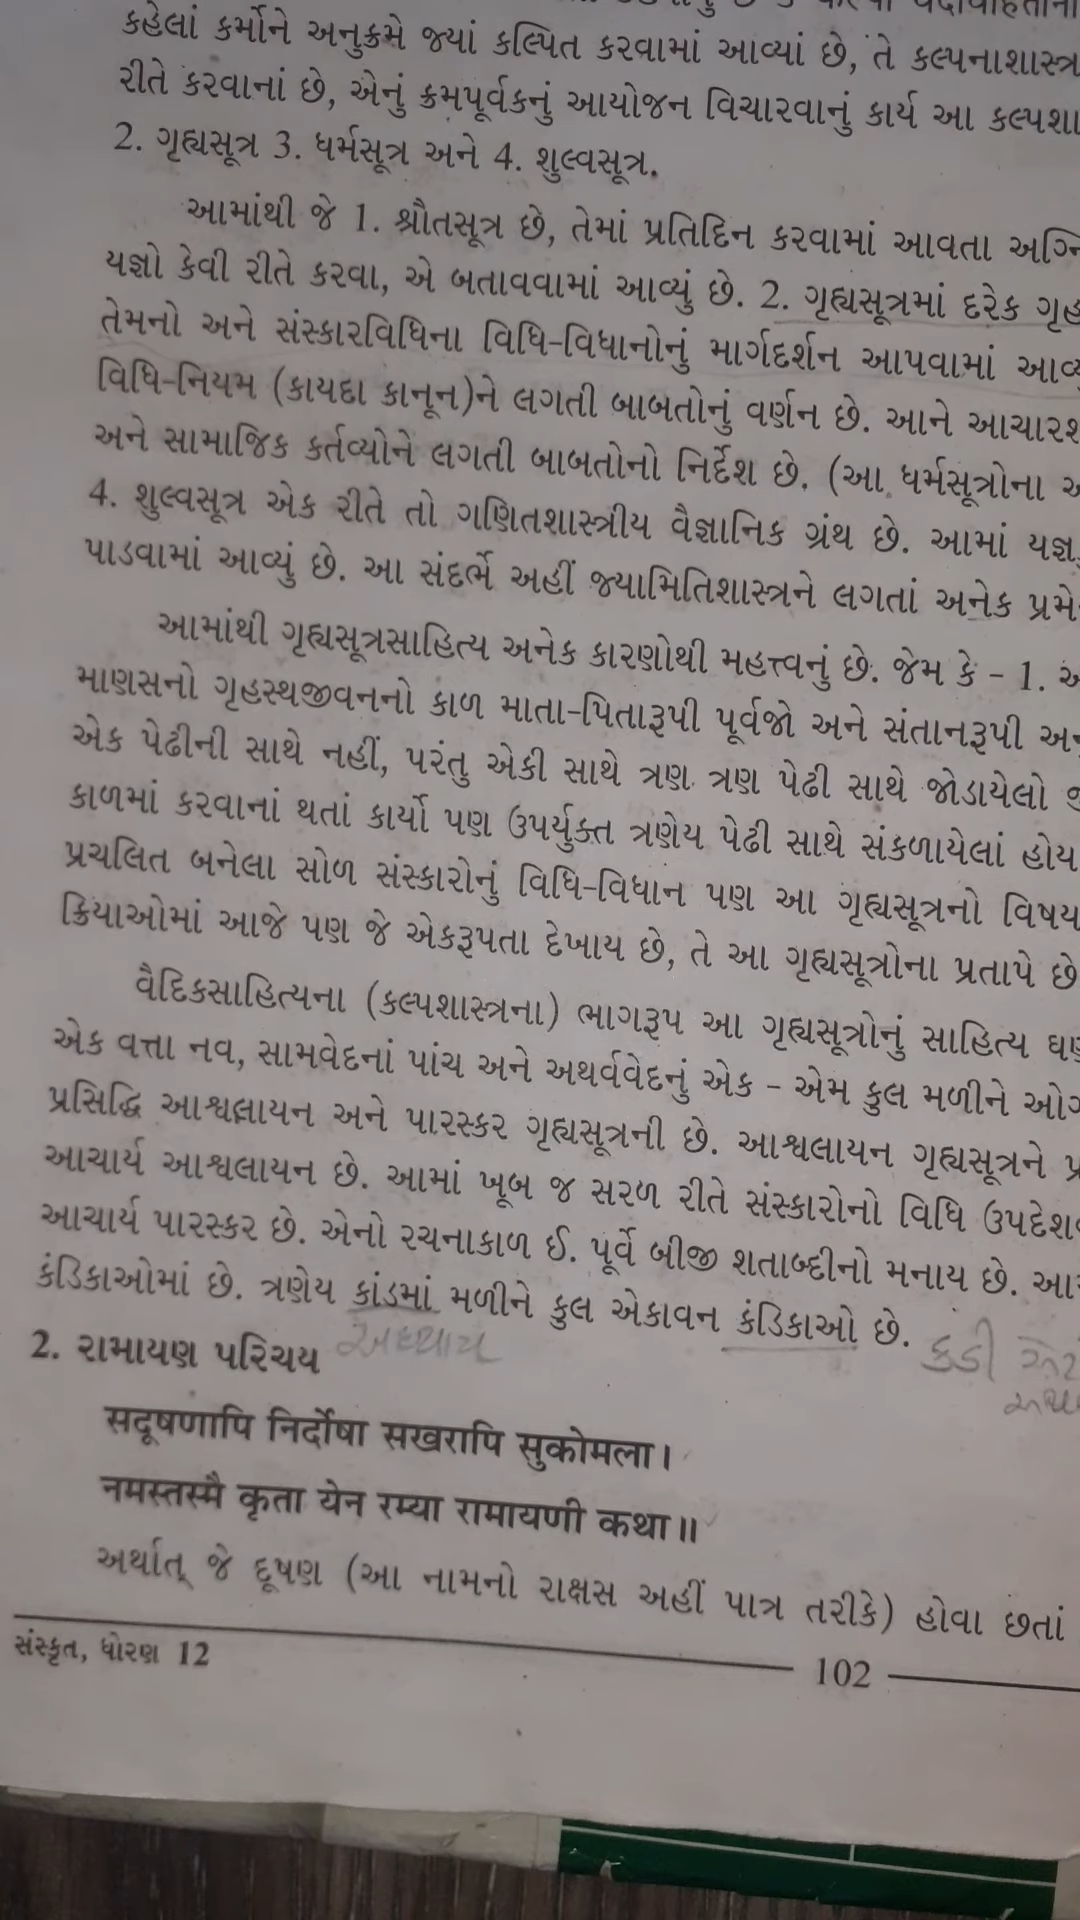 કહેલાં કર્મોને અનુક્રમે જ્યાં કલ્પિત કરવામાં આવ્યાં છે, તે કલ્પનાશાસ્ત્ર
રીતે કરવાનાં છે, એનું ક્રમપૂર્વકનું આયોજન વિચારવાનું કાર્ય આ કલ્પશા
2. ગૃહ્યસૂત્ર 3. ધર્મસૂત્ર અને 4. શુલ્વસૂત્ર.
આમાંથી જે 1. શ્રૌતસૂત્ર છે, તેમાં પ્રતિદિન કરવામાં આવતા અગ્નિ
યજ્ઞો કેવી રીતે કરવા, એ બતાવવામાં આવ્યું છે. 2. ગૃહ્યસૂત્રમાં દરેક ગૃહ
તેમનો અને સંસ્કારવિધિના વિધિ-વિધાનોનું માર્ગદર્શન આપવામાં આવ્યુ
વિધિ-નિયમ (કાયદા કાનૂન)ને લગતી બાબતોનું વર્ણન છે. આને આચારશ
અને સામાજિક કર્તવ્યોને લગતી બાબતોનો નિર્દેશ છે. (આ ધર્મસૂત્રોના
4. શુલ્વસૂત્ર એક રીતે તો ગણિતશાસ્ત્રીય વૈજ્ઞાનિક ગ્રંથ છે. આમાં યજ્ઞ
પાડવામાં આવ્યું છે. આ સંદર્ભે અહીં જ્યામિતિશાસ્ત્રને લગતાં અનેક પ્રમે
આમાંથી ગૃહ્યસૂત્રસાહિત્ય અનેક કારણોથી મહત્ત્વનું છે. જેમ કે - 1.
માણસનો ગૃહસ્થજીવનનો કાળ માતા-પિતારૂપી પૂર્વજો અને સંતાનરૂપી અનુ
એક પેઢીની સાથે નહીં, પરંતુ એકી સાથે ત્રણ ત્રણ પેઢી સાથે જોડાયેલો
કાળમાં કરવાનાં થતાં કાર્યો પણ ઉપર્યુક્ત ત્રણેય પેઢી સાથે સંકળાયેલાં હોય
પ્રચલિત બનેલા સોળ સંસ્કારોનું વિધિ-વિધાન પણ આ ગૃહ્યસૂત્રનો વિષય
ક્રિયાઓમાં આજે પણ જે એકરૂપતા દેખાય છે, તે આ ગૃહ્યસૂત્રોના પ્રતાપે છે
વૈદિકસાહિત્યના (કલ્પશાસ્ત્રના) ભાગરૂપ આ ગૃહ્યસૂત્રોનું સાહિત્ય ઘણ
એક વત્તા નવ, સામવેદનાં પાંચ અને અથર્વવેદનું એક - એમ કુલ મળીને ઓગ
પ્રસિદ્ધિ આશ્વલાયન અને પારસ્કર ગૃહ્યસૂત્રની છે. આશ્વલાયન ગૃહ્યસૂત્રને પ્ર
આચાર્ય આશ્વલાયન છે. આમાં ખૂબ જ સરળ રીતે સંસ્કારોનો વિધિ ઉપદેશવ
આચાર્ય પારસ્કર છે. એનો રચનાકાળ ઈ. પૂર્વે બીજી શતાબ્દીનો મનાય છે. આ
કંડિકાઓમાં છે. ત્રણેય કાંડમાં મળીને કુલ એકાવન કંડિકાઓ છે.
અધ્યાય
કડી
2. રામાયણ પરિચય
सदूषणापि निर्दोषा सखरापि सुकोमला।
नमस्तस्मै कृता येन रम्या रामायणी कथा॥
અર્થાત્ જે દૂષણ (આ નામનો રાક્ષસ અહીં પાત્ર તરીકે) હોવા છતાં
સંસ્કૃત, ધોરણ 12
102